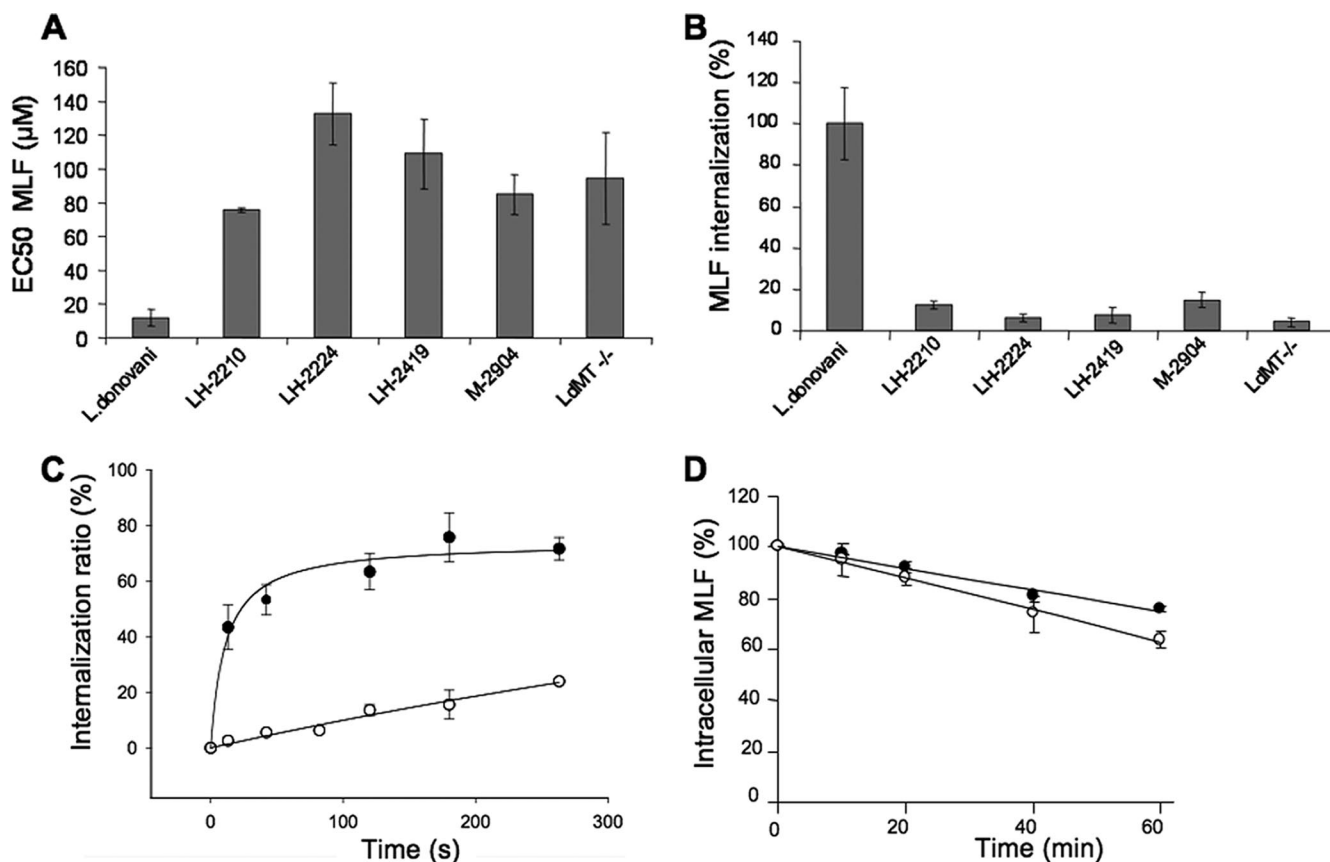 A
EC50 MLF (µM)
160
140
120
100
80
60
40
20
0
L.donovani
LH-2210
LH-2224
LH-2419
M-2904
LdMT -/-
B
MLF internalization (%)
140
120
100
80
60
40
20
0
L.donovani
LH-2210
LH-2224
LH-2419
M-2904
LdMT -/-
C
Internalization ratio (%)
100
80
60
40
20
0
0 100 200 300
Time (s)
D
Intracellular MLF (%)
120
100
80
60
40
20
0
0 20 40 60
Time (min)